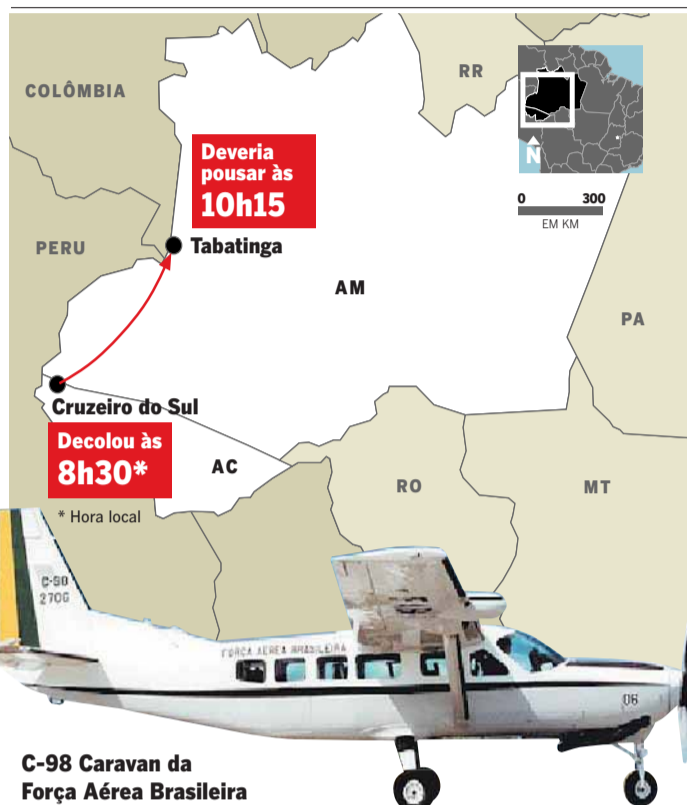 COLÔMBIA
RR
Deveria
pousar às
10h15
N
0 300
EM KM
PERU
Tabatinga
AM
PA
Cruzeiro do Sul
Decolou às
8h30*
AC
RO
MT
* Hora local
C-98
2706
FORÇA AÉREA BRASILEIRA
06
C-98 Caravan da
Força Aérea Brasileira